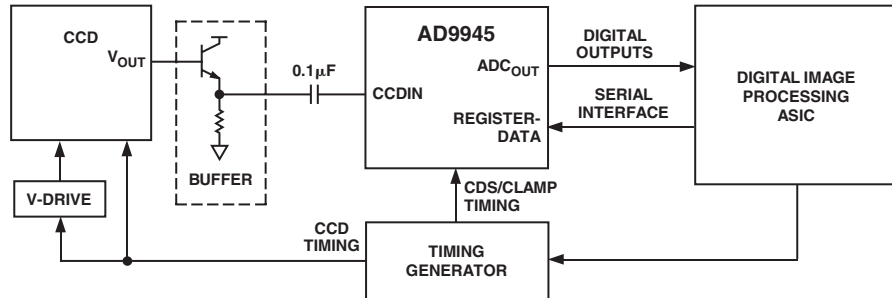 CCD
VOUT
BUFFER
V-DRIVE
0.1μF
AD9945
ADCOUT
CCDIN
REGISTER-
DATA
DIGITAL
OUTPUTS
SERIAL
INTERFACE
DIGITAL IMAGE
PROCESSING
ASIC
CDS/CLAMP
TIMING
CCD
TIMING
TIMING
GENERATOR